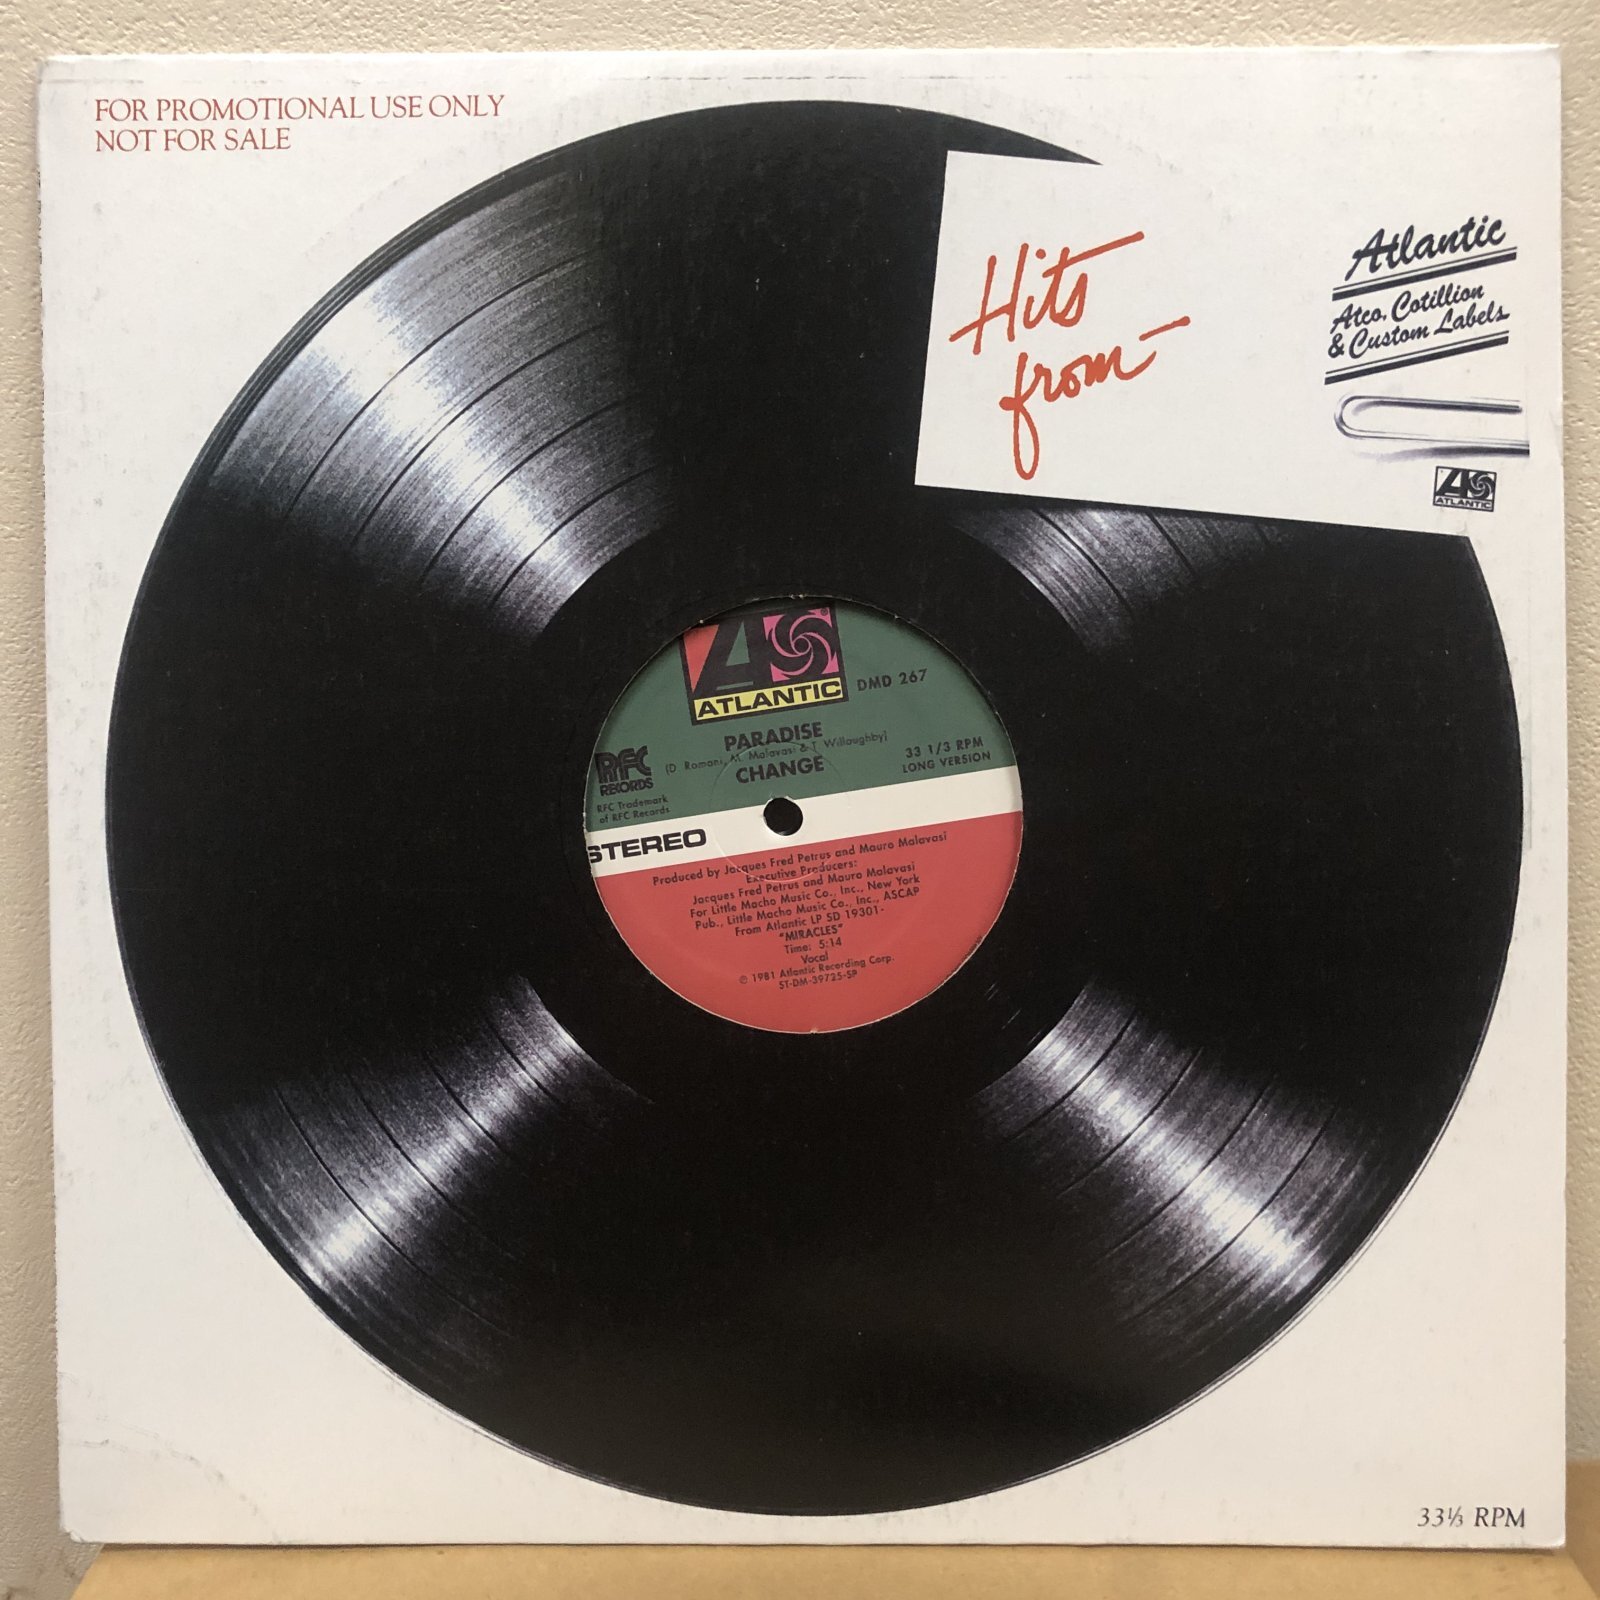 FOR PROMOTIONAL USE ONLY
NOT FOR SALE
Hits
from
Atlantic
Atco, Cotillion
& Custom Labels
ATLANTIC
ATLANTIC
DMD 267
PARADISE
(D. Romani, M. Malavasi & T. Willoughby)
CHANGE
33 1/3 RPM
LONG VERSION
RFC
RECORDS
RFC Trademark
of RFC Records
STEREO
Produced by Jacques Fred Petrus and Mauro Malavasi
Executive Producers:
Jacques Fred Petrus and Mauro Malavasi
For Little Macho Music Co., Inc., New York
Pub., Little Macho Music Co., Inc., ASCAP
From Atlantic LP SD 19301-
"MIRACLES"
Time: 5:14
Vocal
℗ 1981 Atlantic Recording Corp.
ST-DM-39725-SP
33⅓ RPM